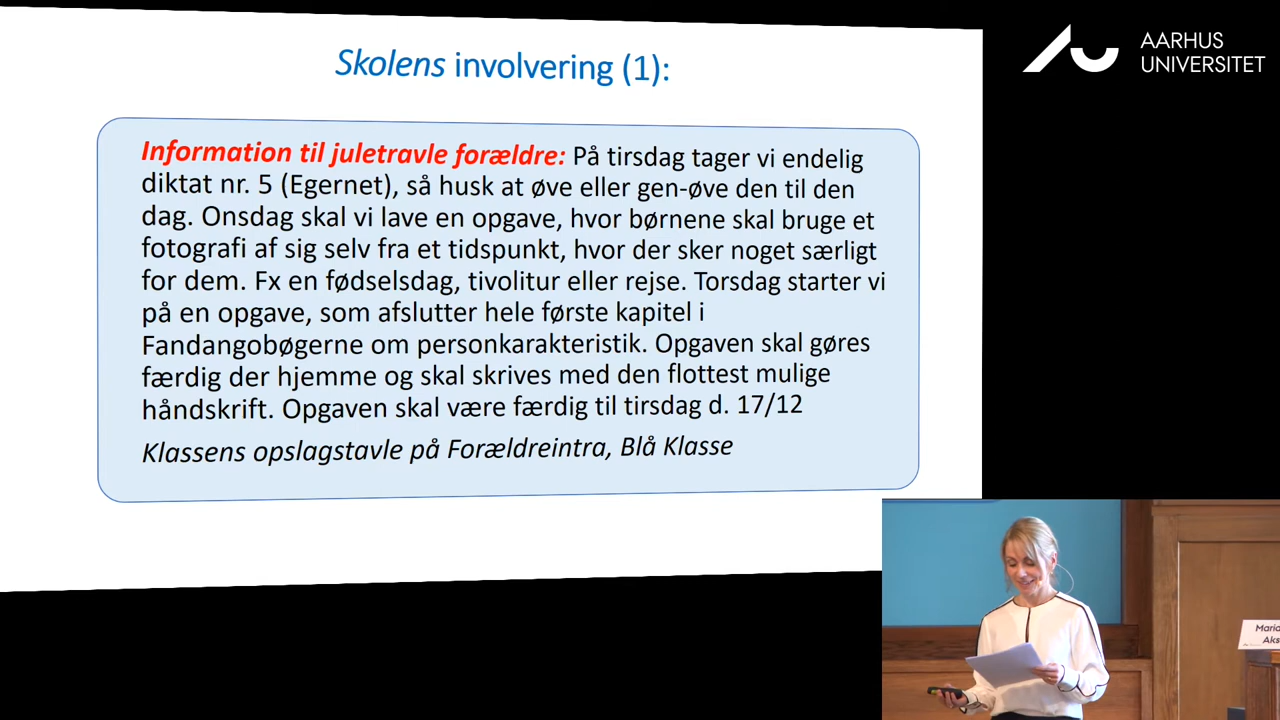 Skolens involvering (1):
Information til juletravle forældre: På tirsdag tager vi endelig
diktat nr. 5 (Egernet), så husk at øve eller gen-øve den til den
dag. Onsdag skal vi lave en opgave, hvor børnene skal bruge et
fotografi af sig selv fra et tidspunkt, hvor der sker noget særligt
for dem. Fx en fødselsdag, tivolitur eller rejse. Torsdag starter vi
på en opgave, som afslutter hele første kapitel i
Fandangobøgerne om personkarakteristik. Opgaven skal gøres
færdig der hjemme og skal skrives med den flottest mulige
håndskrift. Opgaven skal være færdig til tirsdag d. 17/12
Klassens opslagstavle på Forældreintra, Blå Klasse
AARHUS
UNIVERSITET